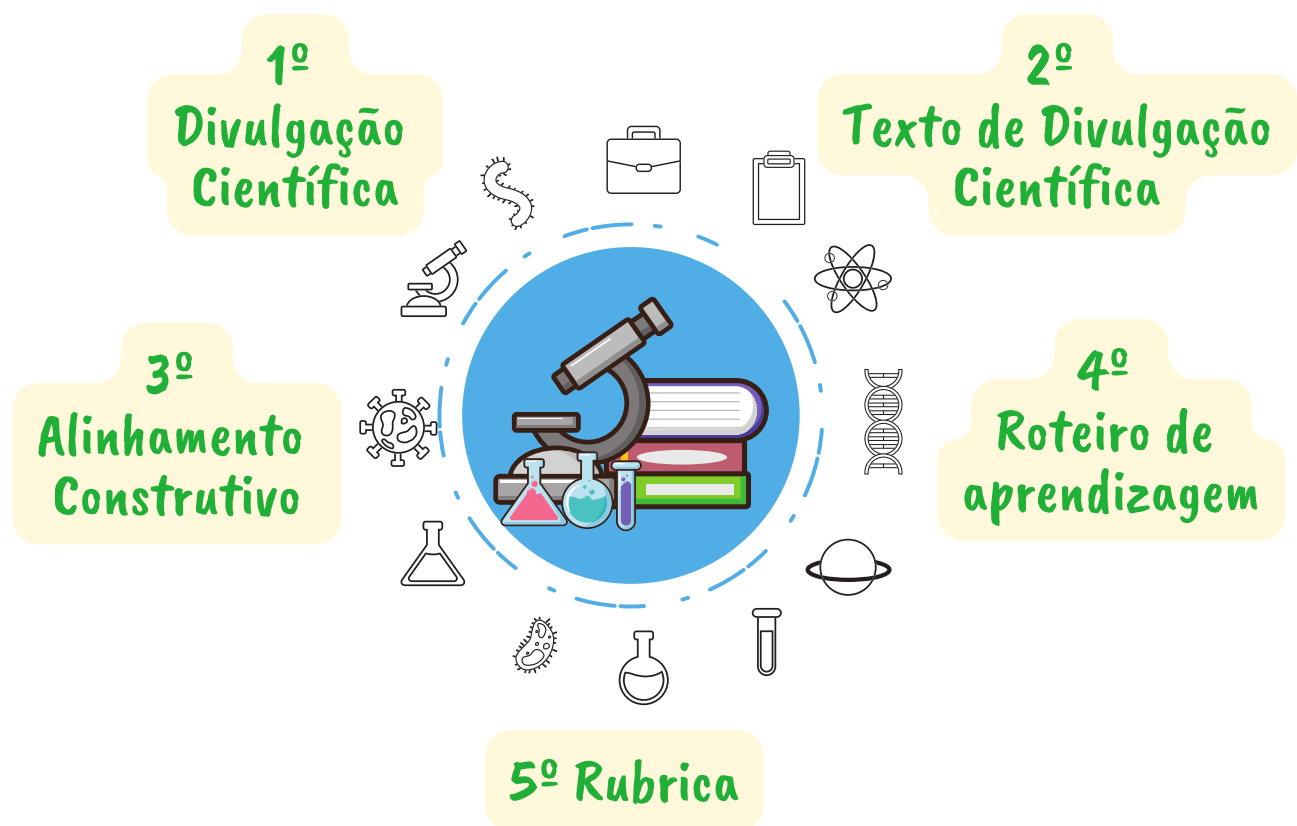 1º
Divulgação
Científica
2º
Texto de Divulgação
Científica
3º
Alinhamento
Construtivo
4º
Roteiro de
aprendizagem
5º Rubrica